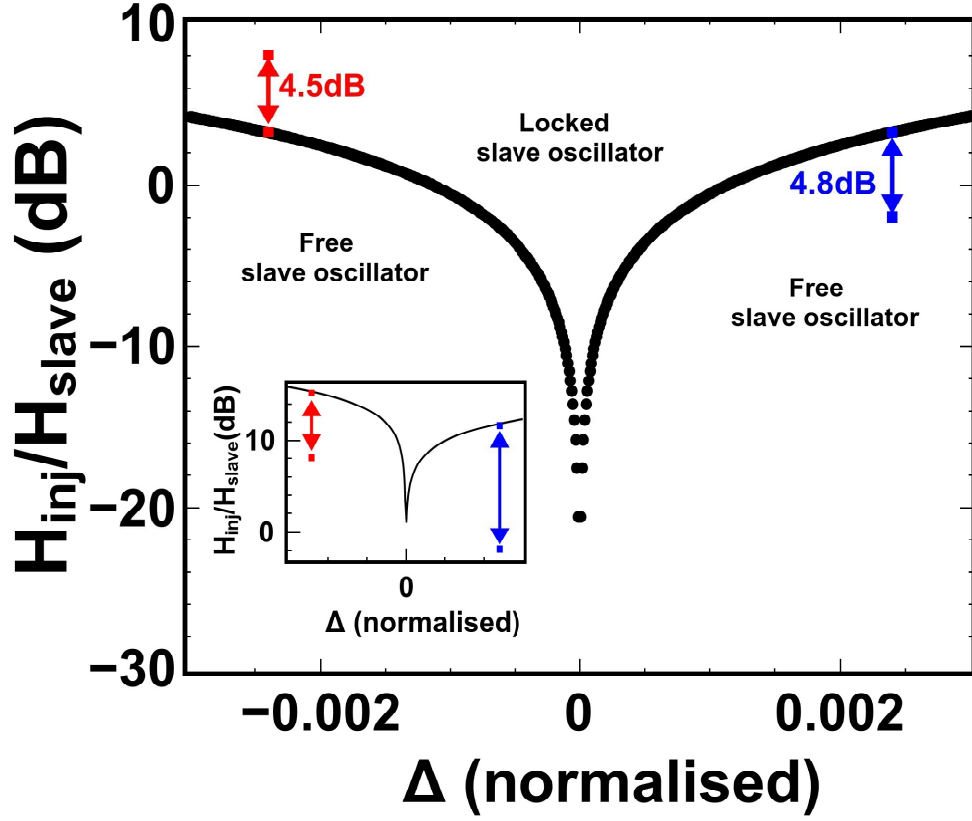 10
0
−10
−20
−30
H_inj/H_slave (dB)
4.5dB
Locked
slave oscillator
4.8dB
Free
slave oscillator
Free
slave oscillator
H_inj/H_slave(dB)
10
0
0
Δ (normalised)
−0.002
0
0.002
Δ (normalised)